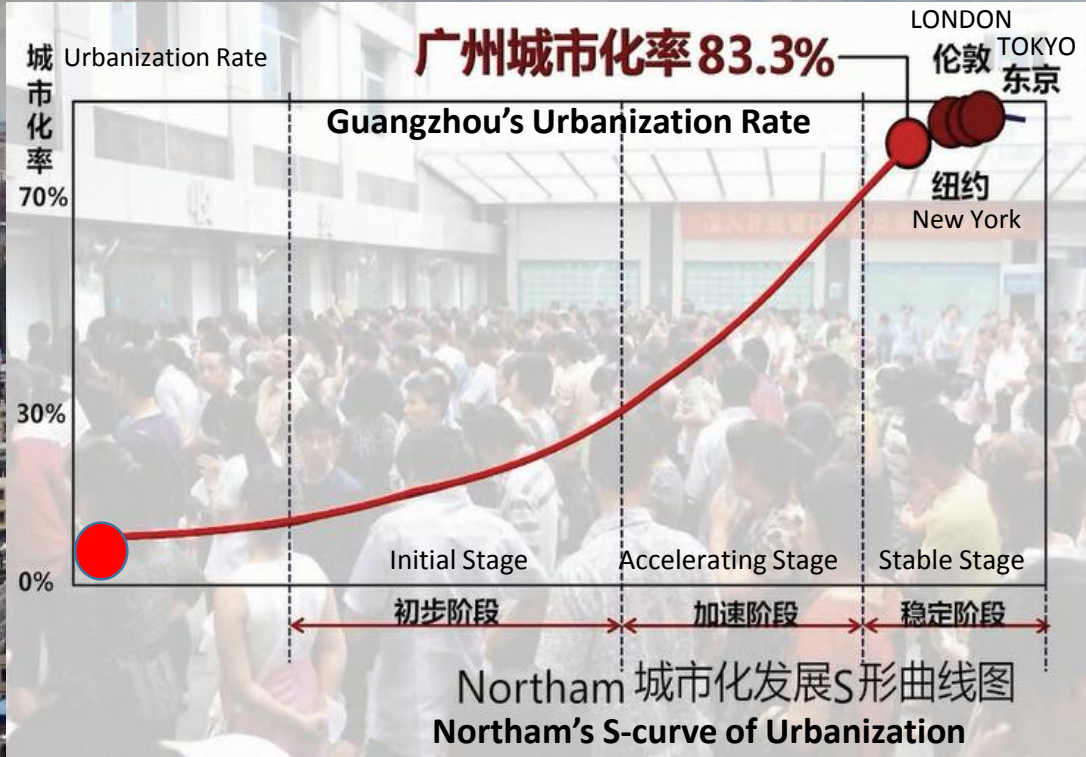 LONDON
伦敦
TOKYO
东京
城市化率
Urbanization Rate
广州城市化率 83.3%
Guangzhou's Urbanization Rate
纽约
New York
70%
30%
0%
Initial Stage
Accelerating Stage
Stable Stage
初步阶段
加速阶段
稳定阶段
Northam 城市化发展S形曲线图
Northam's S-curve of Urbanization